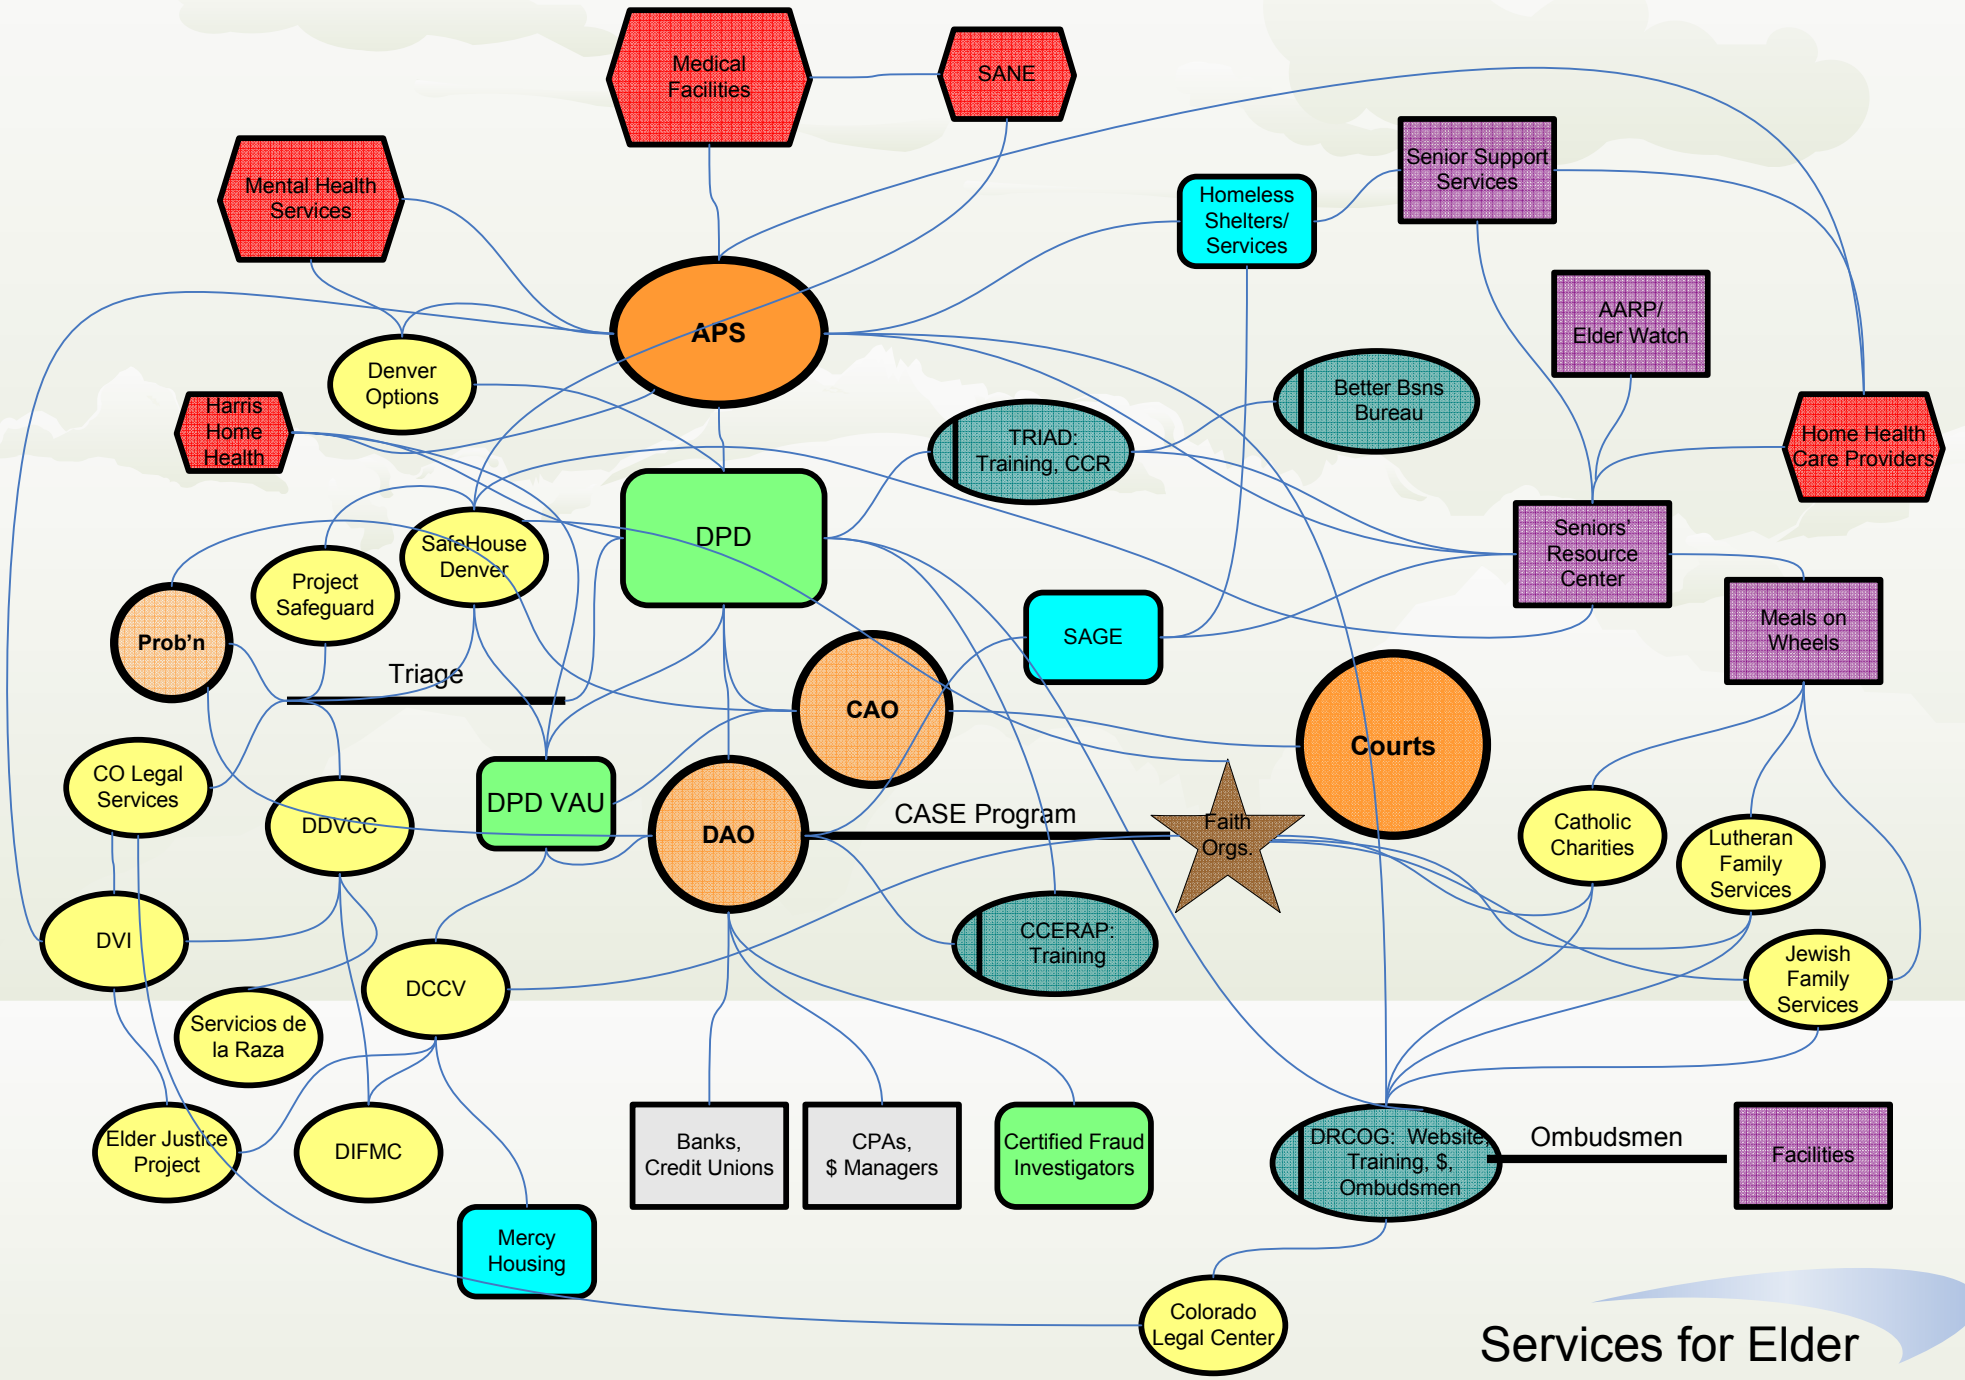 Medical
Facilities
SANE
Mental Health
Services
Senior Support
Services
Homeless
Shelters/
Services
APS
AARP/
Elder Watch
Denver
Options
Better Bsns
Bureau
Harris
Home
Health
TRIAD:
Training, CCR
Home Health
Care Providers
DPD
SafeHouse
Denver
Seniors’
Resource
Center
Project
Safeguard
Prob’n
SAGE
Meals on
Wheels
Triage
CAO
Courts
CO Legal
Services
DPD VAU
DDVCC
DAO
CASE Program
Faith
Orgs.
Catholic
Charities
Lutheran
Family
Services
DVI
CCERAP:
Training
Jewish
Family
Services
DCCV
Servicios de
la Raza
Elder Justice
Project
DIFMC
Banks,
Credit Unions
CPAs,
$ Managers
Certified Fraud
Investigators
DRCOG: Website,
Training, $,
Ombudsmen
Ombudsmen
Facilities
Mercy
Housing
Colorado
Legal Center
Services for Elder